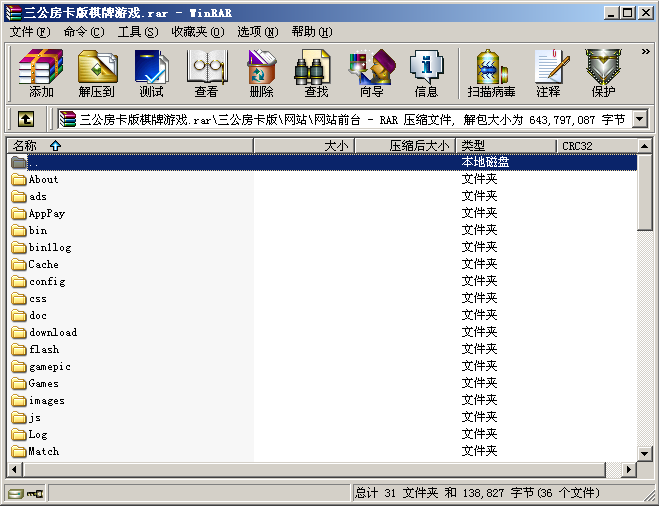 三公房卡版棋牌游戏.rar - WinRAR
文件(F) 命令(C) 工具(S) 收藏夹(O) 选项(N) 帮助(H)
添加 解压到 测试 查看 删除 查找 向导 信息 扫描病毒 注释 保护 »
三公房卡版棋牌游戏.rar\三公房卡版\网站\网站前台 - RAR 压缩文件, 解包大小为 643,797,087 字节
名称 大小 压缩后大小 类型 CRC32
.. 本地磁盘
About 文件夹
ads 文件夹
AppPay 文件夹
bin 文件夹
bin1log 文件夹
Cache 文件夹
config 文件夹
css 文件夹
doc 文件夹
download 文件夹
flash 文件夹
gamepic 文件夹
Games 文件夹
images 文件夹
js 文件夹
Log 文件夹
Match 文件夹
总计 31 文件夹 和 138,827 字节(36 个文件)